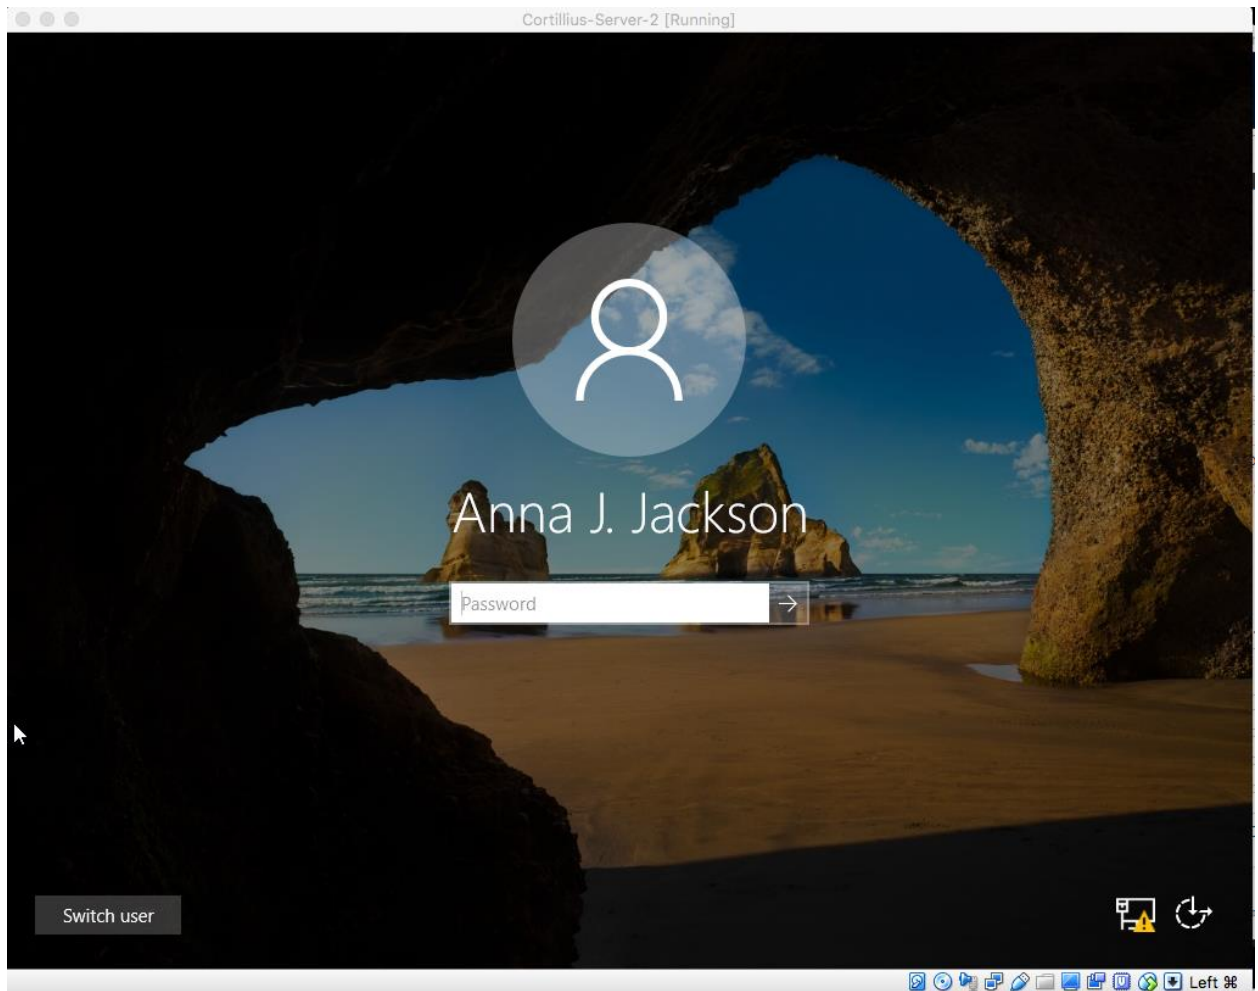 Cortillius-Server-2 [Running]
Anna J. Jackson
Password
Switch user
Left ⌘